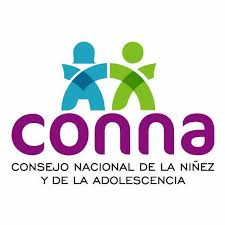 conna
CONSEJO NACIONAL DE LA NIÑEZ
Y DE LA ADOLESCENCIA